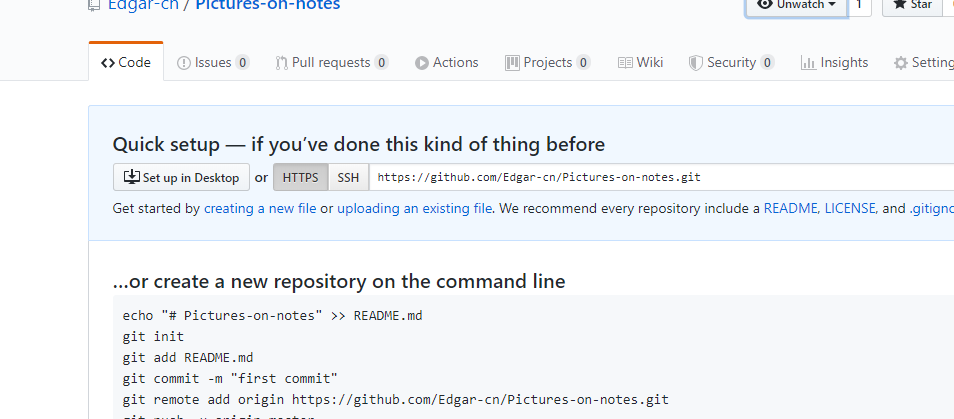 Edgar-cn / Pictures-on-notes
Unwatch 1 Star
Code Issues 0 Pull requests 0 Actions Projects 0 Wiki Security 0 Insights Setting
Quick setup — if you’ve done this kind of thing before
Set up in Desktop or HTTPS SSH https://github.com/Edgar-cn/Pictures-on-notes.git
Get started by creating a new file or uploading an existing file. We recommend every repository include a README, LICENSE, and .gitigno
…or create a new repository on the command line
echo "# Pictures-on-notes" >> README.md
git init
git add README.md
git commit -m "first commit"
git remote add origin https://github.com/Edgar-cn/Pictures-on-notes.git
git push -u origin master